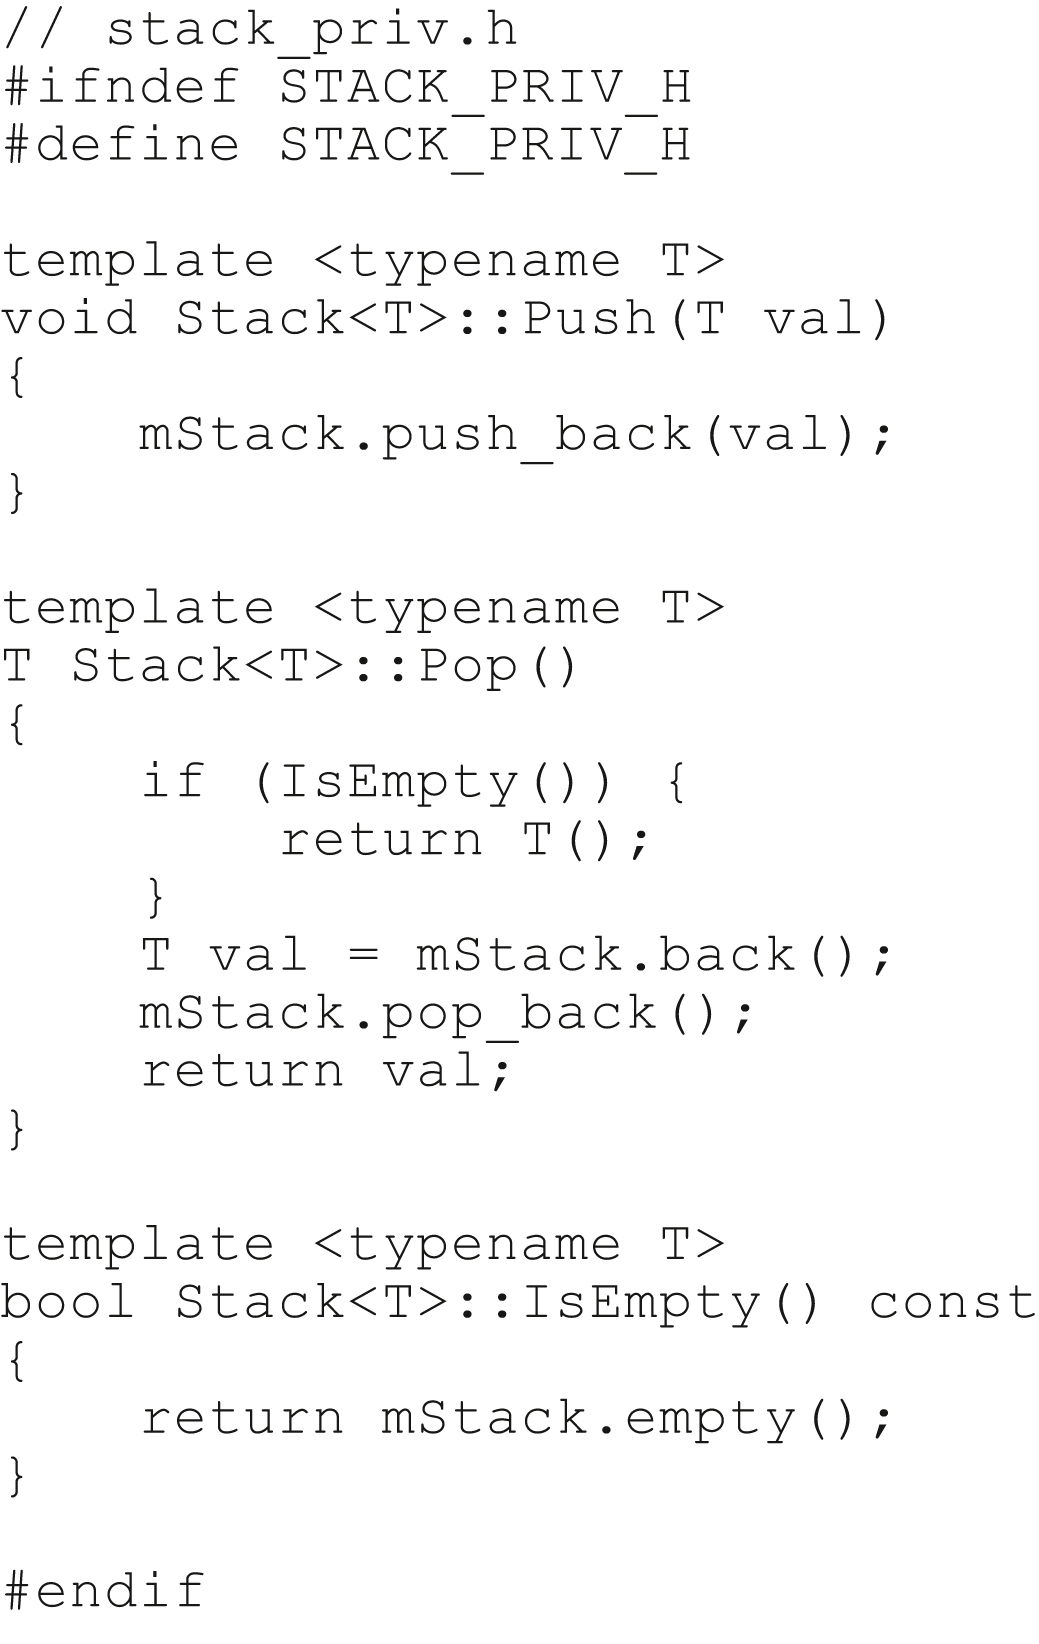 // stack_priv.h
#ifndef STACK_PRIV_H
#define STACK_PRIV_H

template <typename T>
void Stack<T>::Push(T val)
{
    mStack.push_back(val);
}

template <typename T>
T Stack<T>::Pop()
{
    if (IsEmpty()) {
        return T();
    }
    T val = mStack.back();
    mStack.pop_back();
    return val;
}

template <typename T>
bool Stack<T>::IsEmpty() const
{
    return mStack.empty();
}

#endif